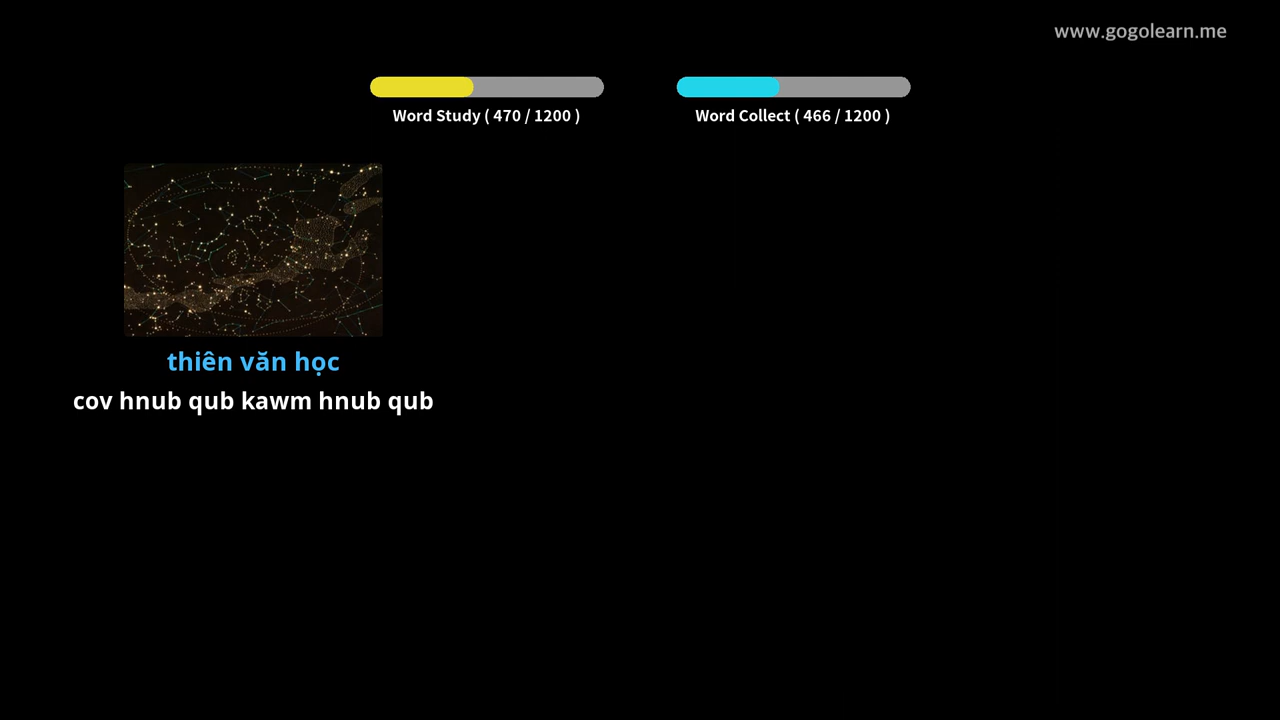 www.gogolearn.me
Word Study ( 470 / 1200 )
Word Collect ( 466 / 1200 )
thiên văn học
cov hnub qub kawm hnub qub